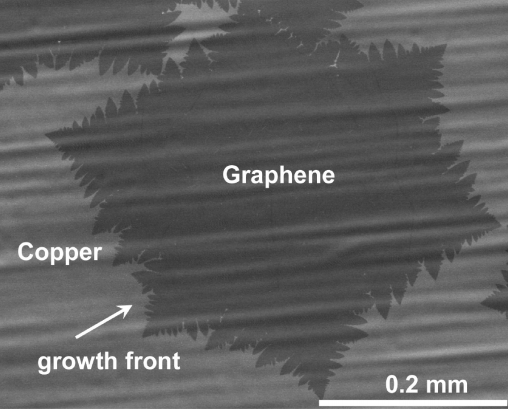 Graphene
Copper
growth front
0.2 mm